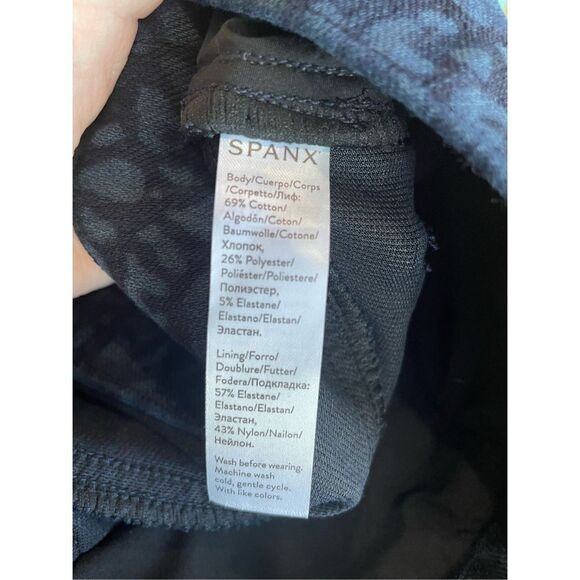 SPANX
Body/Cuerpo/Corps
/Corpetto/Лиф:
69% Cotton/
Algodón/Coton/
Baumwolle/Cotone/
Хлопок,
26% Polyester/
Poliéster/Poliestere/
Полиэстер,
5% Elastane/
Elastano/Elastan/
Эластан.
Lining/Forro/
Doublure/Futter/
Fodera/Подкладка:
57% Elastane/
Elastano/Elastan/
Эластан,
43% Nylon/Nailon/
Нейлон.
Wash before wearing.
Machine wash
cold, gentle cycle.
With like colors.